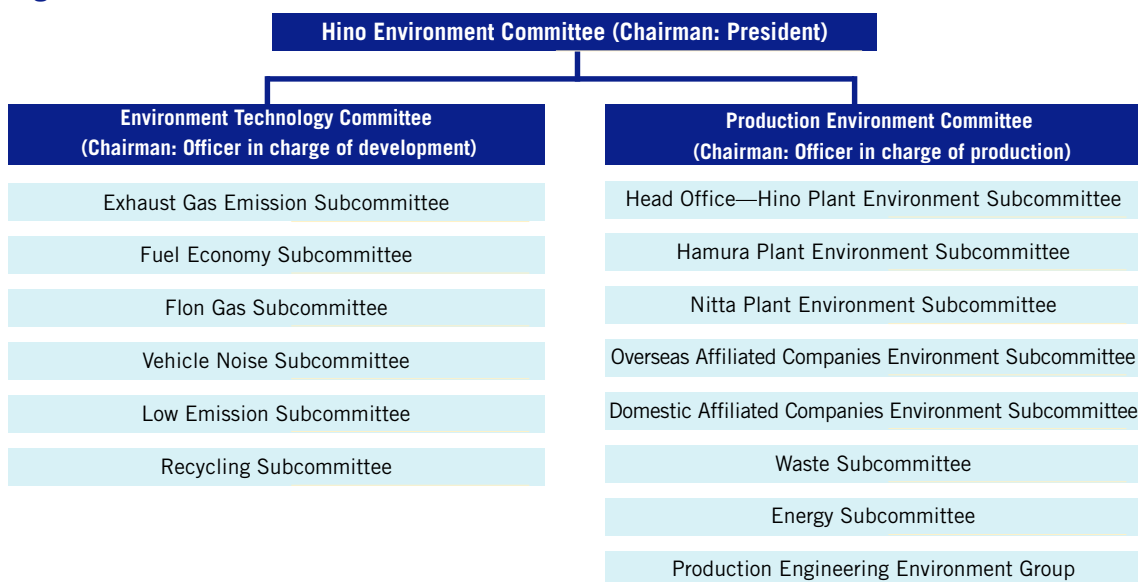 Hino Environment Committee (Chairman: President)
Environment Technology Committee
(Chairman: Officer in charge of development)
Exhaust Gas Emission Subcommittee
Fuel Economy Subcommittee
Flon Gas Subcommittee
Vehicle Noise Subcommittee
Low Emission Subcommittee
Recycling Subcommittee
Production Environment Committee
(Chairman: Officer in charge of production)
Head Office—Hino Plant Environment Subcommittee
Hamura Plant Environment Subcommittee
Nitta Plant Environment Subcommittee
Overseas Affiliated Companies Environment Subcommittee
Domestic Affiliated Companies Environment Subcommittee
Waste Subcommittee
Energy Subcommittee
Production Engineering Environment Group